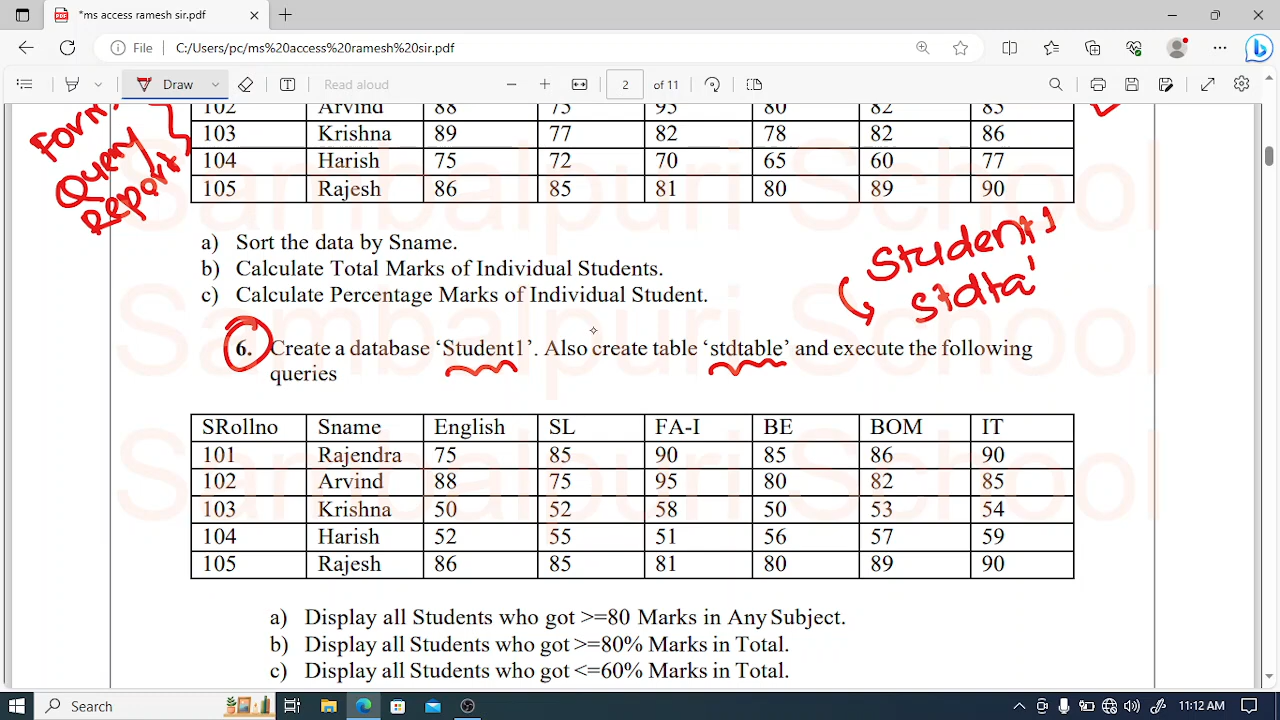 *ms access ramesh sir.pdf
File C:/Users/pc/ms%20access%20ramesh%20sir.pdf
Draw Read aloud 2 of 11
Form,
Query
Report
102 Arvind 88 75 95 80 82 85
103 Krishna 89 77 82 78 82 86
104 Harish 75 72 70 65 60 77
105 Rajesh 86 85 81 80 89 90
Sambalpuri School
a) Sort the data by Sname.
b) Calculate Total Marks of Individual Students.
c) Calculate Percentage Marks of Individual Student.
Student1
stdta
Sambalpuri School
6. Create a database ‘Student1’. Also create table ‘stdtable’ and execute the following
queries
SRollno Sname English SL FA-I BE BOM IT
101 Rajendra 75 85 90 85 86 90
102 Arvind 88 75 95 80 82 85
103 Krishna 50 52 58 50 53 54
104 Harish 52 55 51 56 57 59
105 Rajesh 86 85 81 80 89 90
Sambalpuri School
a) Display all Students who got >=80 Marks in Any Subject.
b) Display all Students who got >=80% Marks in Total.
c) Display all Students who got <=60% Marks in Total.
Search 11:12 AM